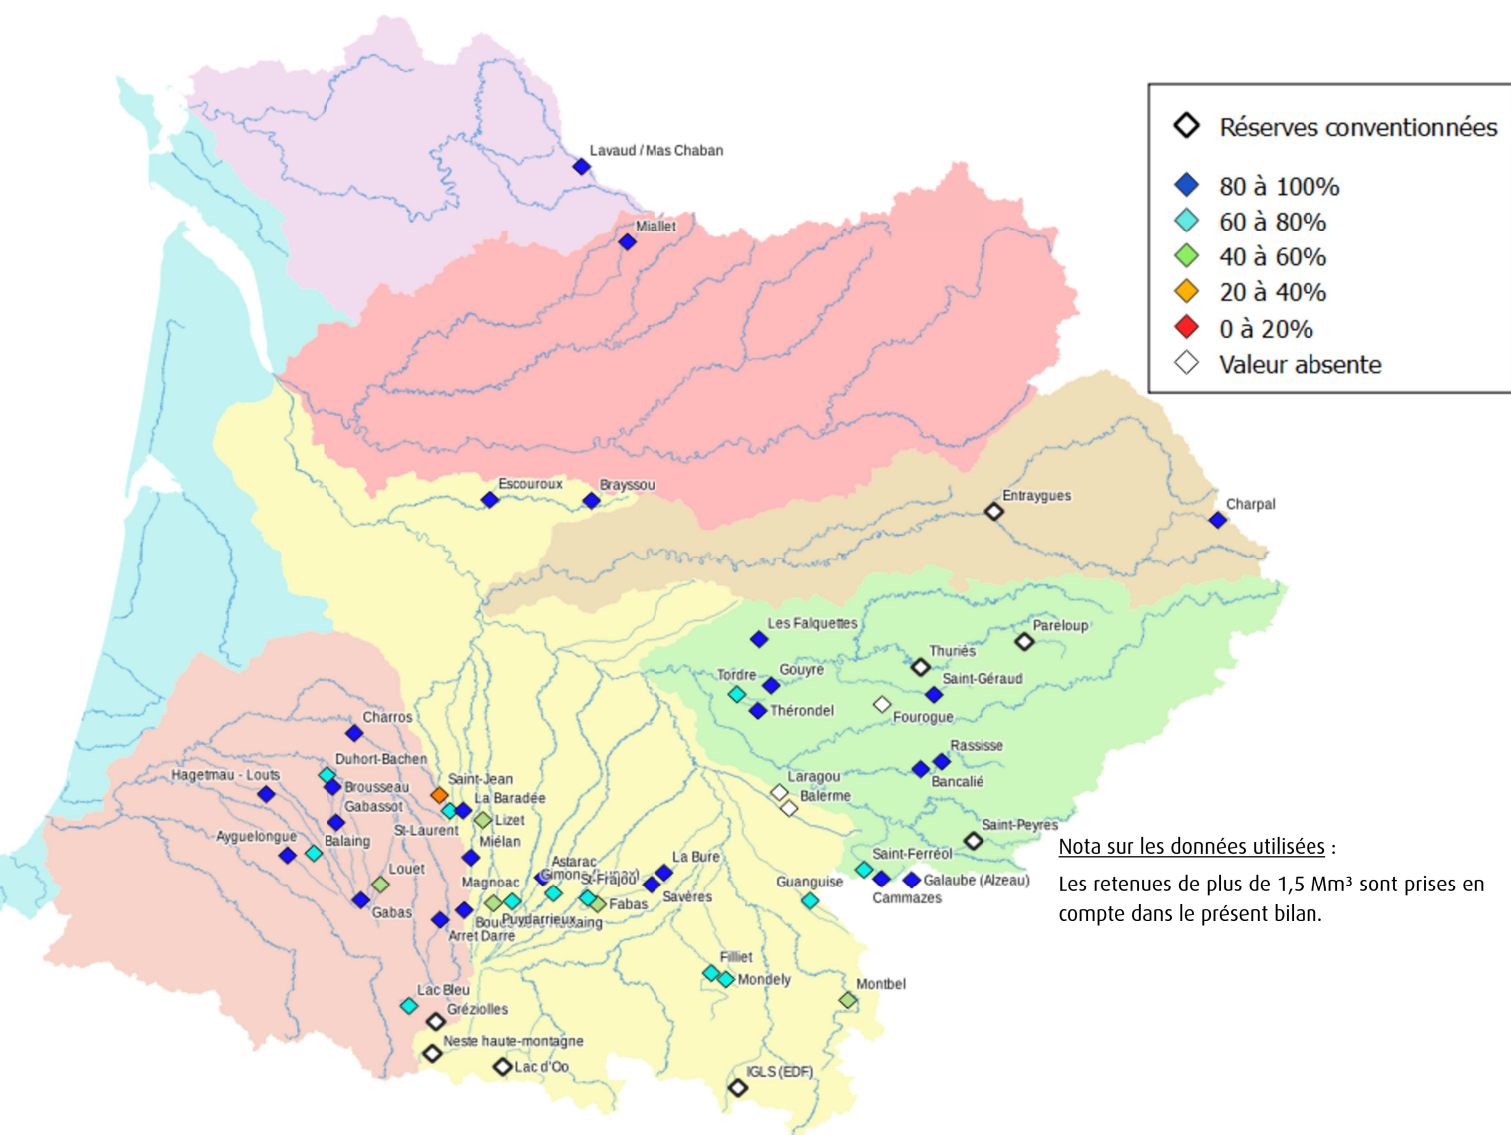 Lavaud / Mas Chaban
Miallet
Réserves conventionnées
80 à 100%
60 à 80%
40 à 60%
20 à 40%
0 à 20%
Valeur absente
Escouroux
Brayssou
Entraygues
Charpal
Les Falquettes
Pareloup
Thuriès
Tordre
Gouyre
Saint-Géraud
Thérondel
Fourogue
Charros
Rassisse
Bancalié
Duhort-Bachen
Hagetmau - Louts
Brousseau
Saint-Jean
Laragou
Balerme
Gabassot
La Baradée
St-Laurent
Lizet
Ayguelongue
Balaing
Miélan
Saint-Peyres
Louet
Astarac
La Bure
Saint-Ferréol
Magnoac
St-Frajou
Guanguise
Galaube (Alzeau)
Gabas
Puydarrieux
Fabas
Savères
Cammazes
Arret Darre
Filliet
Mondely
Montbel
Lac Bleu
Gréziolles
Neste haute-montagne
Lac d'Oo
IGLS (EDF)
Nota sur les données utilisées :
Les retenues de plus de 1,5 Mm³ sont prises en
compte dans le présent bilan.